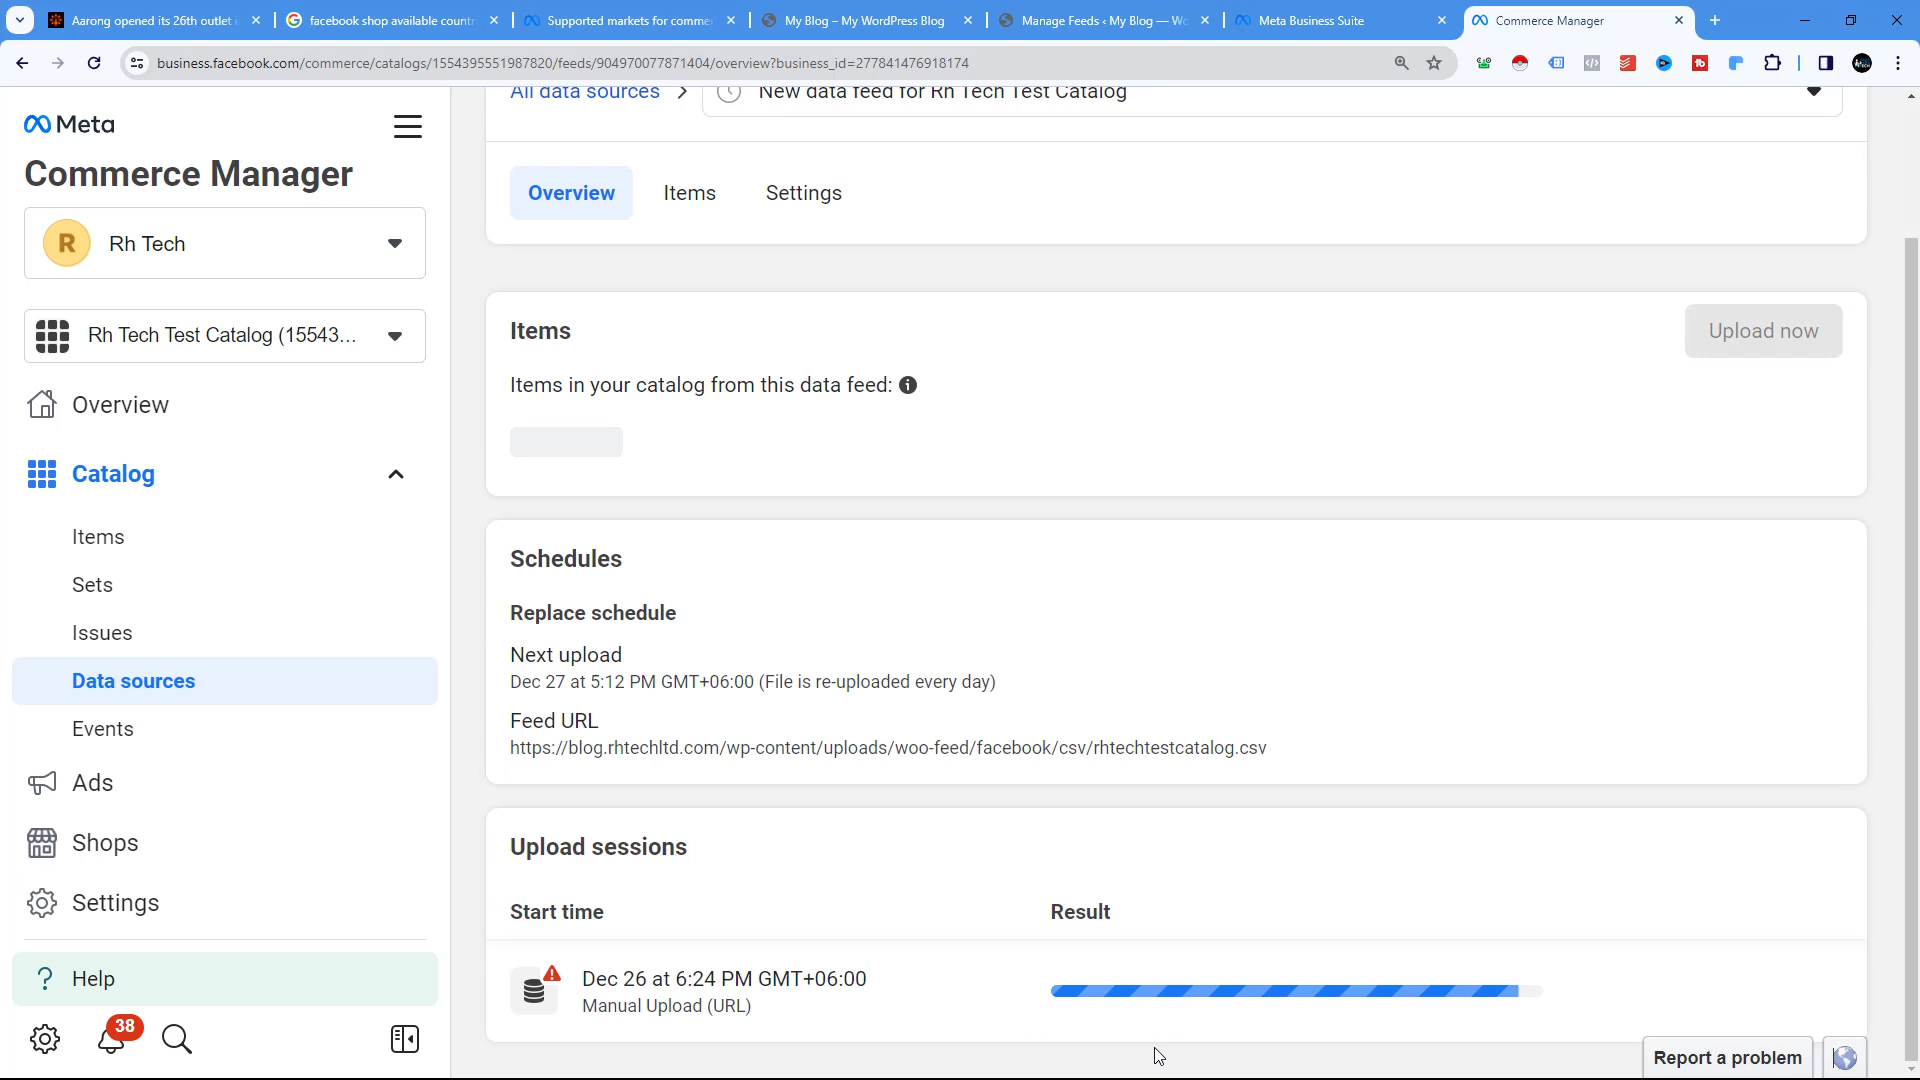 Aarong opened its 26th outlet i
facebook shop available countr
Supported markets for comme
My Blog – My WordPress Blog
Manage Feeds ‹ My Blog — Wo
Meta Business Suite
Commerce Manager
business.facebook.com/commerce/catalogs/1554395551987820/feeds/904970077871404/overview?business_id=277841476918174
Meta
Commerce Manager
R
Rh Tech
Rh Tech Test Catalog (15543...
Overview
Catalog
Items
Sets
Issues
Data sources
Events
Ads
Shops
Settings
? Help
38
All data sources
New data feed for Rh Tech Test Catalog
Overview
Items
Settings
Items
Upload now
Items in your catalog from this data feed:
Schedules
Replace schedule
Next upload
Dec 27 at 5:12 PM GMT+06:00 (File is re-uploaded every day)
Feed URL
https://blog.rhtechltd.com/wp-content/uploads/woo-feed/facebook/csv/rhtechtestcatalog.csv
Upload sessions
Start time
Result
Dec 26 at 6:24 PM GMT+06:00
Manual Upload (URL)
Report a problem